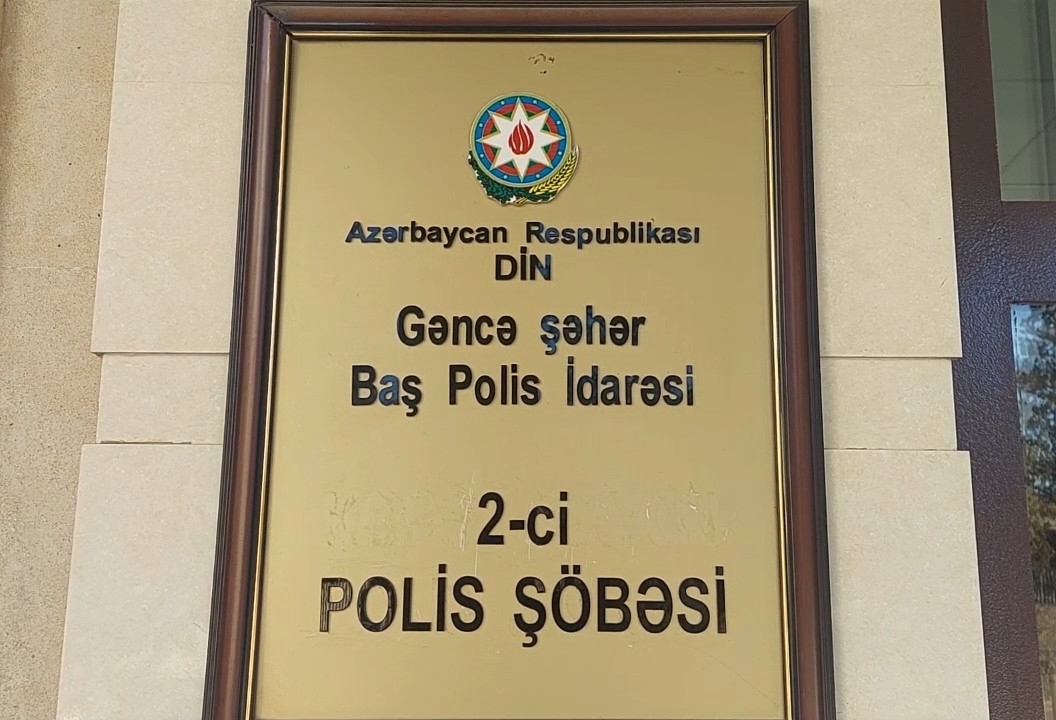 Azərbaycan Respublikası
DİN
Gəncə şəhər
Baş Polis İdarəsi
2-ci
POLİS ŞÖBƏSİ